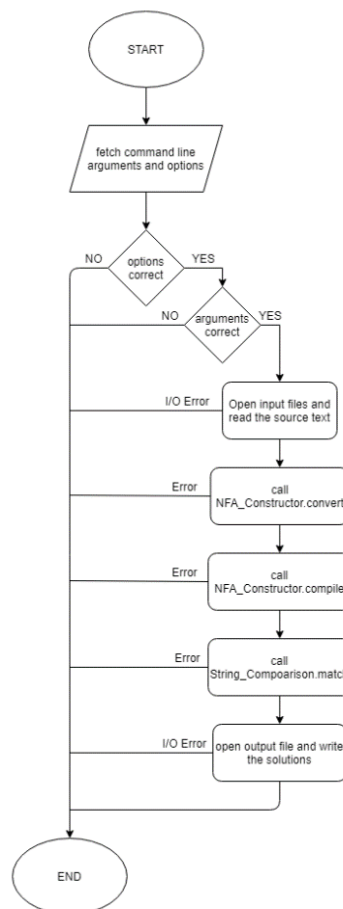 START
fetch command line
arguments and options
NO
options
correct
YES
NO
arguments
correct
YES
I/O Error
Open input files and
read the source text
Error
call
NFA_Constructor.convert
Error
call
NFA_Constructor.compile
Error
call
String_Compoarison.match
I/O Error
open output file and write
the solutions
END